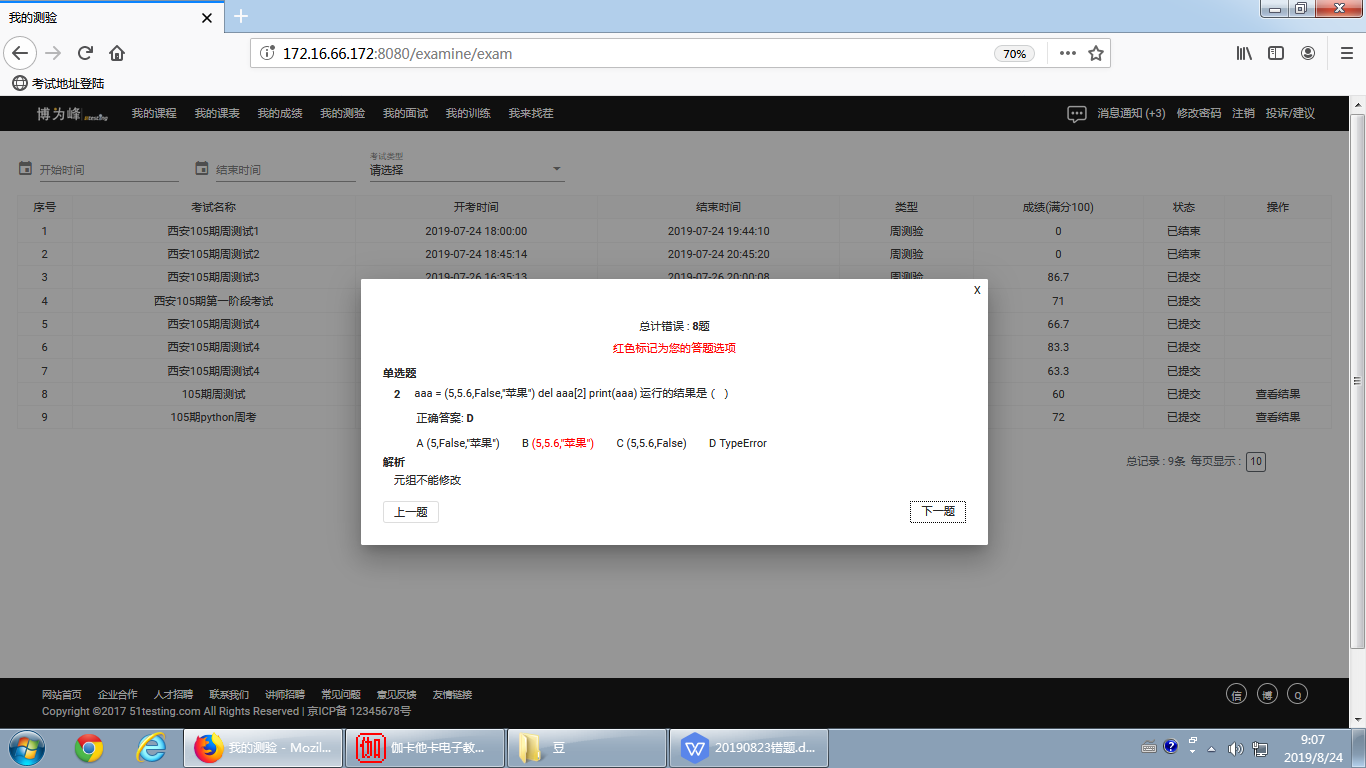 我的测验
172.16.66.172:8080/examine/exam
70%
考试地址登陆
博为峰 51testing 我的课程 我的课表 我的成绩 我的测验 我的面试 我的训练 我来找茬 消息通知 (+3) 修改密码 注销 投诉/建议
考试类型
开始时间 结束时间 请选择
序号 考试名称 开考时间 结束时间 类型 成绩(满分100) 状态 操作
1 西安105期周测试1 2019-07-24 18:00:00 2019-07-24 19:44:10 周测验 0 已结束
2 西安105期周测试2 2019-07-24 18:45:14 2019-07-24 20:45:20 周测验 0 已结束
3 西安105期周测试3 2019-07-26 16:35:13 2019-07-26 20:00:08 周测验 86.7 已提交
4 西安105期第一阶段考试 71 已提交
5 西安105期周测试4 66.7 已提交
6 西安105期周测试4 83.3 已提交
7 西安105期周测试4 63.3 已提交
8 105期周测试 60 已提交 查看结果
9 105期python周考 72 已提交 查看结果
总记录 : 9条 每页显示 : 10
X
总计错误 : 8题
红色标记为您的答题选项
单选题
2 aaa = (5,5.6,False,"苹果") del aaa[2] print(aaa) 运行的结果是 ( )
正确答案: D
A (5,False,"苹果") B (5,5.6,"苹果") C (5,5.6,False) D TypeError
解析
元组不能修改
上一题 下一题
网站首页 企业合作 人才招聘 联系我们 讲师招聘 常见问题 意见反馈 友情链接
Copyright ©2017 51testing.com All Rights Reserved | 京ICP备 12345678号
信 博 Q
我的测验 - Mozil...
伽 伽卡他卡电子教...
豆
20190823错题.d...
9:07
2019/8/24